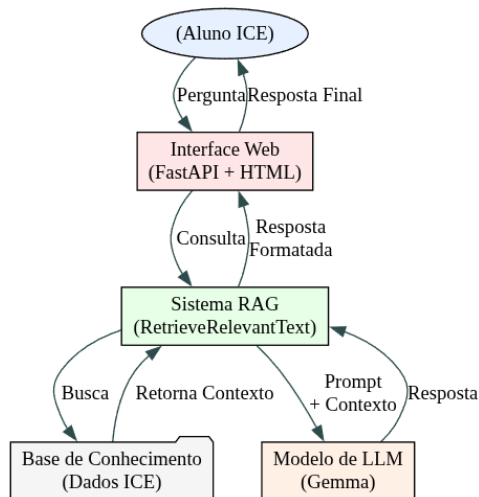 (Aluno ICE)
Pergunta
Resposta Final
Interface Web
(FastAPI + HTML)
Consulta
Resposta
Formatada
Sistema RAG
(RetrieveRelevantText)
Busca
Retorna Contexto
Prompt
+ Contexto
Resposta
Base de Conhecimento
(Dados ICE)
Modelo de LLM
(Gemma)